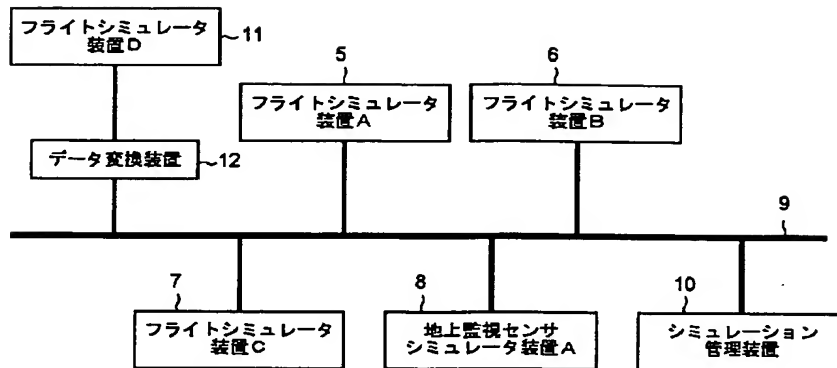 フライトシミュレータ
装置D
11
5
6
フライトシミュレータ
装置A
フライトシミュレータ
装置B
データ変換装置
12
9
7
8
10
フライトシミュレータ
装置C
地上監視センサ
シミュレータ装置A
シミュレーション
管理装置